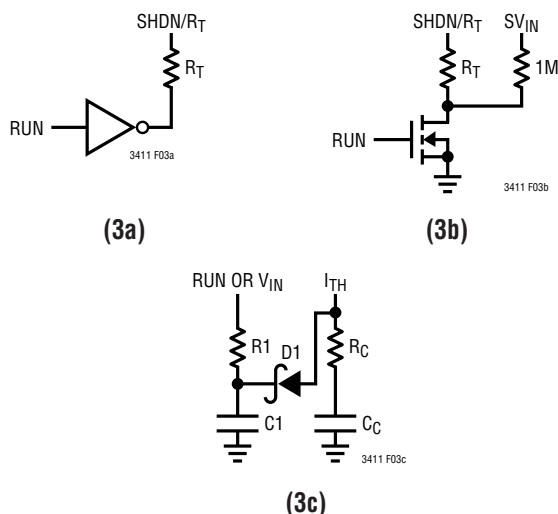 SHDN/RT
RT
RUN
3411 F03a
(3a)
SHDN/RT
SVIN
RT
1M
RUN
3411 F03b
(3b)
RUN OR VIN
ITH
R1
D1
RC
C1
CC
3411 F03c
(3c)